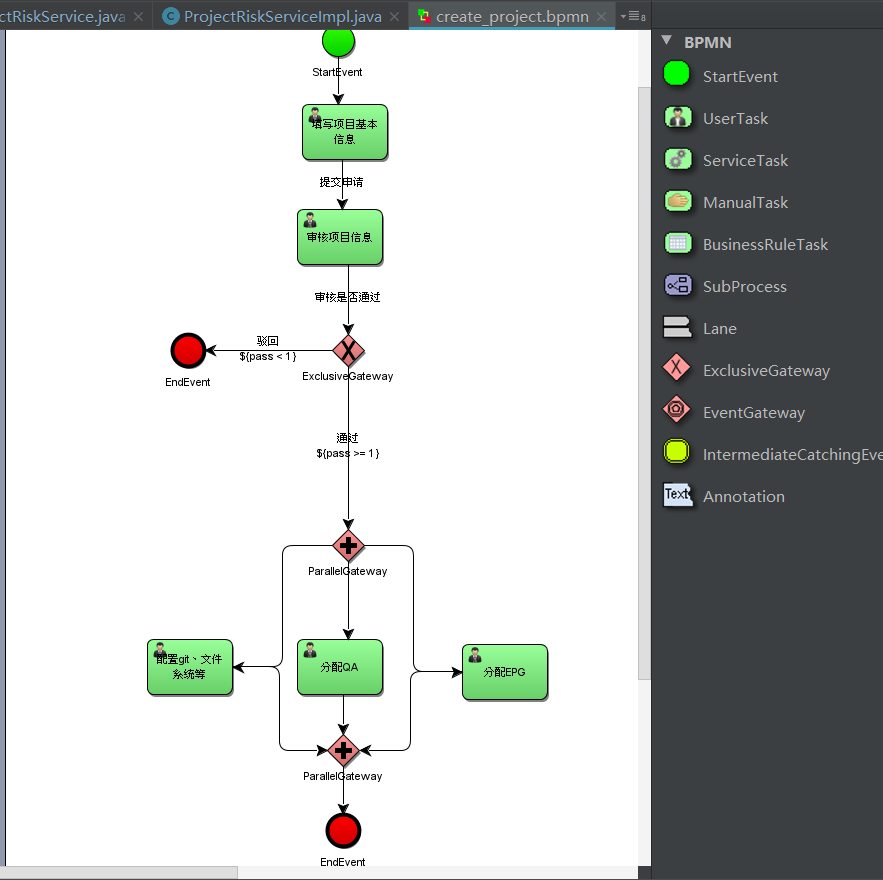 ctRiskService.java
ProjectRiskServiceImpl.java
create_project.bpmn
8
StartEvent
填写项目基本
信息
提交申请
审核项目信息
审核是否通过
驳回
${pass < 1 }
EndEvent
X
ExclusiveGateway
通过
${pass >= 1 }
ParallelGateway
配置git、文件
系统等
分配QA
分配EPG
ParallelGateway
EndEvent
BPMN
StartEvent
UserTask
ServiceTask
ManualTask
BusinessRuleTask
SubProcess
Lane
X
ExclusiveGateway
EventGateway
IntermediateCatchingEve
Text
Annotation